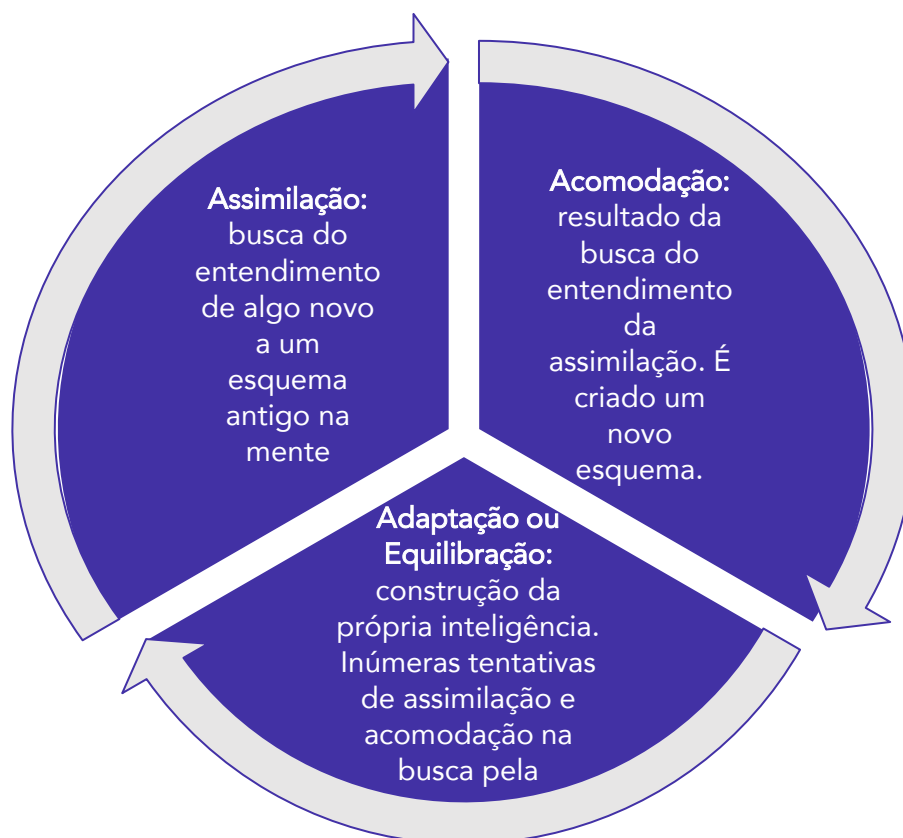 Assimilação:
busca do
entendimento
de algo novo
a um
esquema
antigo na
mente
Acomodação:
resultado da
busca do
entendimento
da
assimilação. É
criado um
novo
esquema.
Adaptação ou
Equilibração:
construção da
própria inteligência.
Inúmeras tentativas
de assimilação e
acomodação na
busca pela